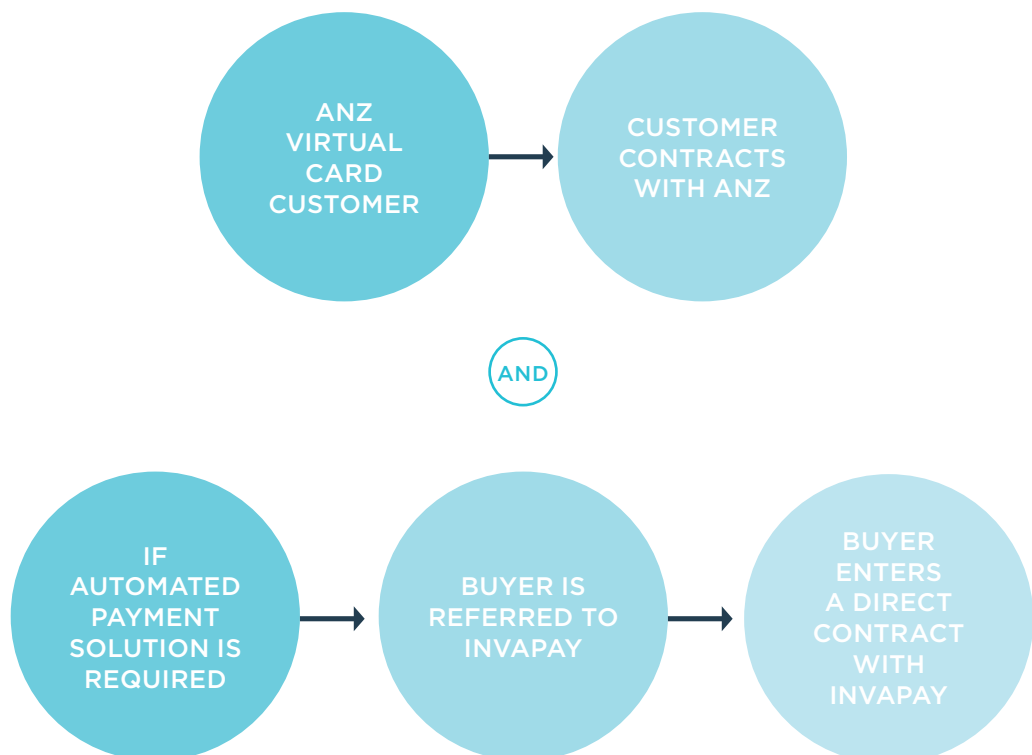 ANZ
VIRTUAL
CARD
CUSTOMER
CUSTOMER
CONTRACTS
WITH ANZ
AND
IF
AUTOMATED
PAYMENT
SOLUTION IS
REQUIRED
BUYER IS
REFERRED TO
INVAPAY
BUYER
ENTERS
A DIRECT
CONTRACT
WITH
INVAPAY